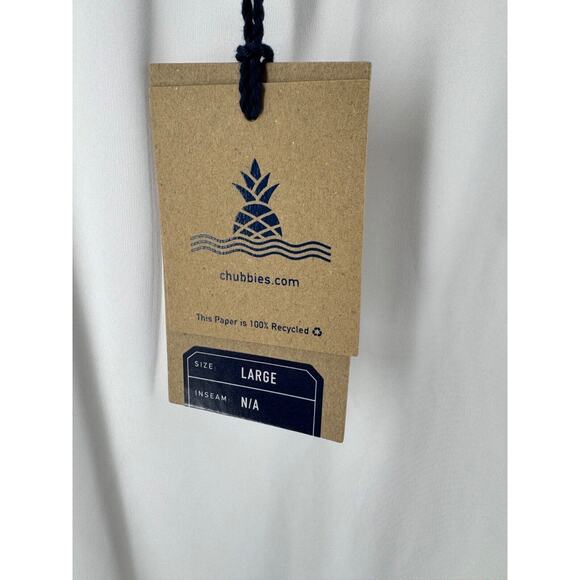 chubbies.com
This Paper is 100% Recycled
SIZE: LARGE
INSEAM: N/A